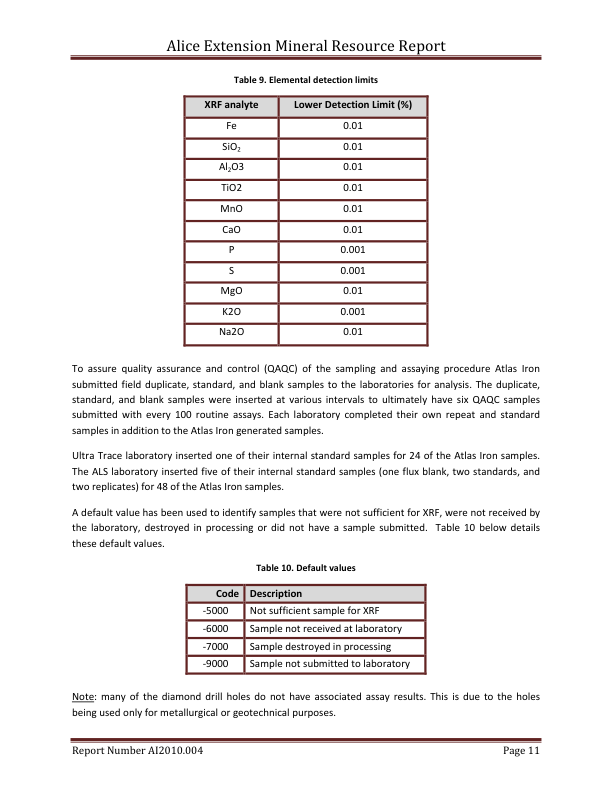 Alice Extension Mineral Resource Report
Table 9. Elemental detection limits
XRF analyte Lower Detection Limit (%)
Fe 0.01
SiO₂ 0.01
Al₂O3 0.01
TiO2 0.01
MnO 0.01
CaO 0.01
P 0.001
S 0.001
MgO 0.01
K2O 0.001
Na2O 0.01
To assure quality assurance and control (QAQC) of the sampling and assaying procedure Atlas Iron
submitted field duplicate, standard, and blank samples to the laboratories for analysis. The duplicate,
standard, and blank samples were inserted at various intervals to ultimately have six QAQC samples
submitted with every 100 routine assays. Each laboratory completed their own repeat and standard
samples in addition to the Atlas Iron generated samples.
Ultra Trace laboratory inserted one of their internal standard samples for 24 of the Atlas Iron samples.
The ALS laboratory inserted five of their internal standard samples (one flux blank, two standards, and
two replicates) for 48 of the Atlas Iron samples.
A default value has been used to identify samples that were not sufficient for XRF, were not received by
the laboratory, destroyed in processing or did not have a sample submitted. Table 10 below details
these default values.
Table 10. Default values
Code Description
-5000 Not sufficient sample for XRF
-6000 Sample not received at laboratory
-7000 Sample destroyed in processing
-9000 Sample not submitted to laboratory
Note: many of the diamond drill holes do not have associated assay results. This is due to the holes
being used only for metallurgical or geotechnical purposes.
Report Number AI2010.004 Page 11